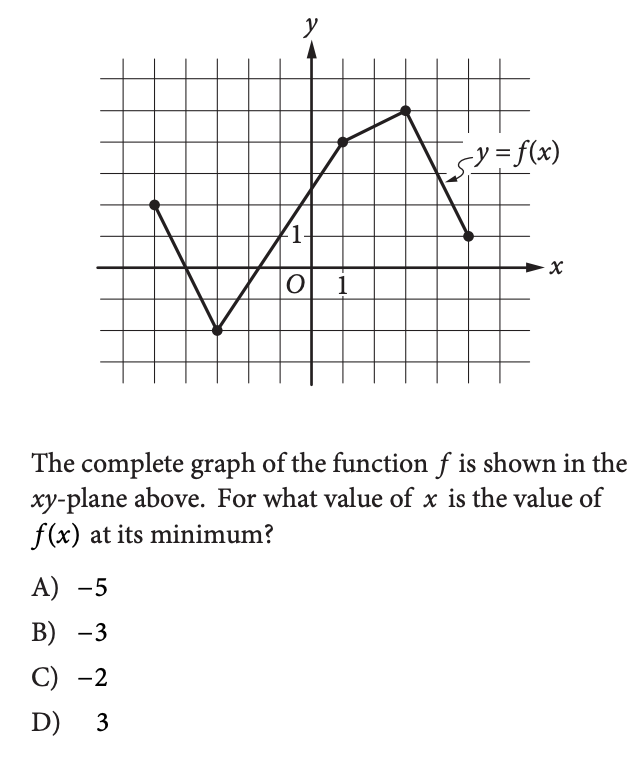 y
y = f(x)
1
x
O 1
The complete graph of the function f is shown in the
xy-plane above. For what value of x is the value of
f(x) at its minimum?
A) −5
B) −3
C) −2
D) 3